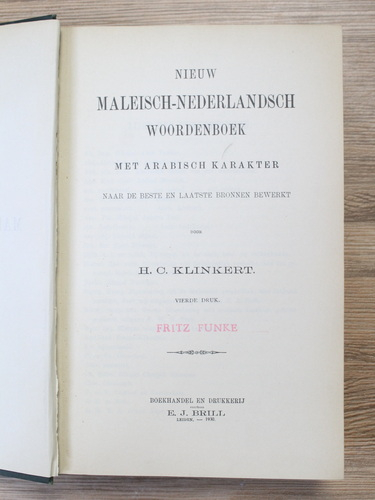 NIEUW
MALEISCH-NEDERLANDSCH
WOORDENBOEK
MET ARABISCH KARAKTER
NAAR DE BESTE EN LAATSTE BRONNEN BEWERKT
DOOR
H. C. KLINKERT.
VIERDE DRUK.
FRITZ FUNKE
BOEKHANDEL EN DRUKKERIJ
E. J. BRILL
LEIDEN. —